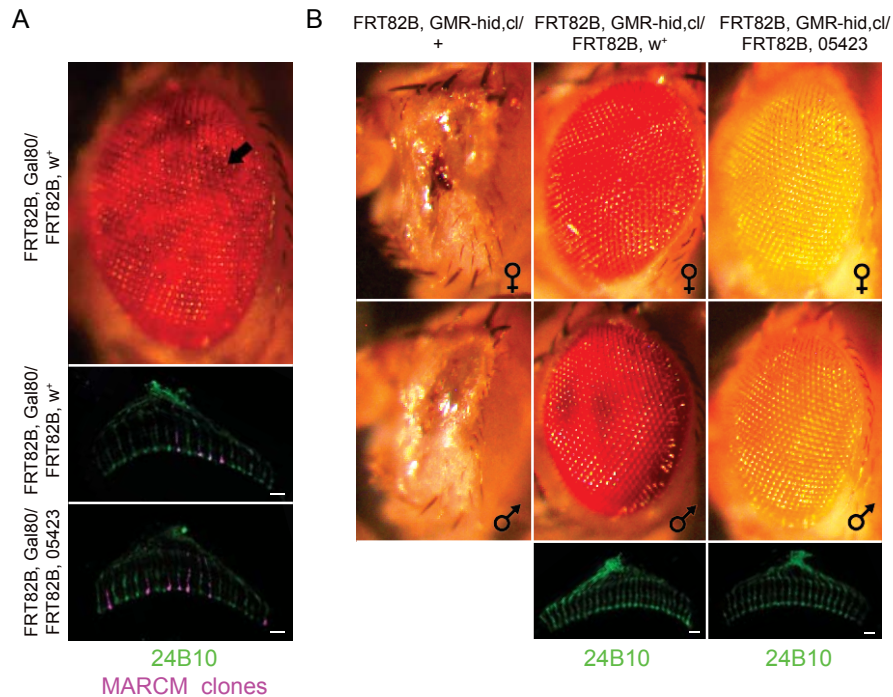 A
FRT82B, Gal80/
FRT82B, w⁺
FRT82B, Gal80/
FRT82B, w⁺
FRT82B, Gal80/
FRT82B, 05423
24B10
MARCM clones
B
FRT82B, GMR-hid,cl/
+
FRT82B, GMR-hid,cl/
FRT82B, w⁺
FRT82B, GMR-hid,cl/
FRT82B, 05423
♀
♀
♀
♂
♂
♂
24B10
24B10